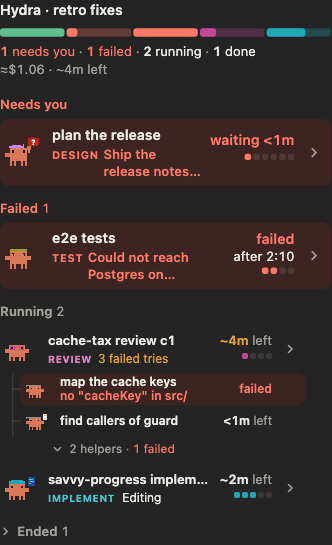 Hydra · retro fixes
1 needs you · 1 failed · 2 running · 1 done
≈$1.06 · ~4m left
Needs you
plan the release
waiting <1m
DESIGN Ship the
release notes...
Failed 1
e2e tests
failed
TEST Could not reach
Postgres on...
after 2:10
Running 2
cache-tax review c1
~4m left
REVIEW 3 failed tries
map the cache keys
no "cacheKey" in src/
failed
find callers of guard
<1m left
2 helpers · 1 failed
savvy-progress implem...
~2m left
IMPLEMENT Editing
Ended 1